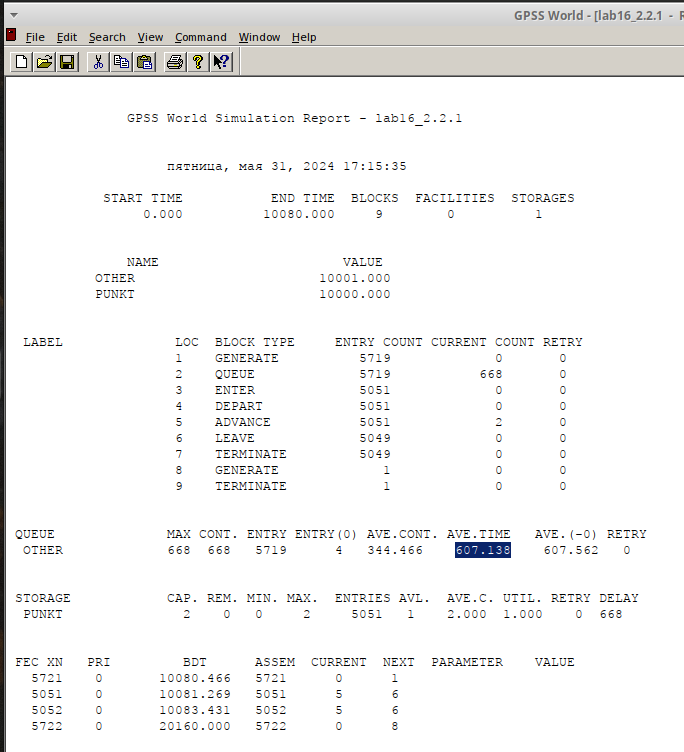 GPSS World - [lab16_2.2.1 - R
File Edit Search View Command Window Help
GPSS World Simulation Report - lab16_2.2.1
пятница, мая 31, 2024 17:15:35
START TIME END TIME BLOCKS FACILITIES STORAGES
0.000 10080.000 9 0 1
NAME VALUE
OTHER 10001.000
PUNKT 10000.000
LABEL LOC BLOCK TYPE ENTRY COUNT CURRENT COUNT RETRY
1 GENERATE 5719 0 0
2 QUEUE 5719 668 0
3 ENTER 5051 0 0
4 DEPART 5051 0 0
5 ADVANCE 5051 2 0
6 LEAVE 5049 0 0
7 TERMINATE 5049 0 0
8 GENERATE 1 0 0
9 TERMINATE 1 0 0
QUEUE MAX CONT. ENTRY ENTRY(0) AVE.CONT. AVE.TIME AVE.(-0) RETRY
OTHER 668 668 5719 4 344.466 607.138 607.562 0
STORAGE CAP. REM. MIN. MAX. ENTRIES AVL. AVE.C. UTIL. RETRY DELAY
PUNKT 2 0 0 2 5051 1 2.000 1.000 0 668
FEC XN PRI BDT ASSEM CURRENT NEXT PARAMETER VALUE
5721 0 10080.466 5721 0 1
5051 0 10081.269 5051 5 6
5052 0 10083.431 5052 5 6
5722 0 20160.000 5722 0 8